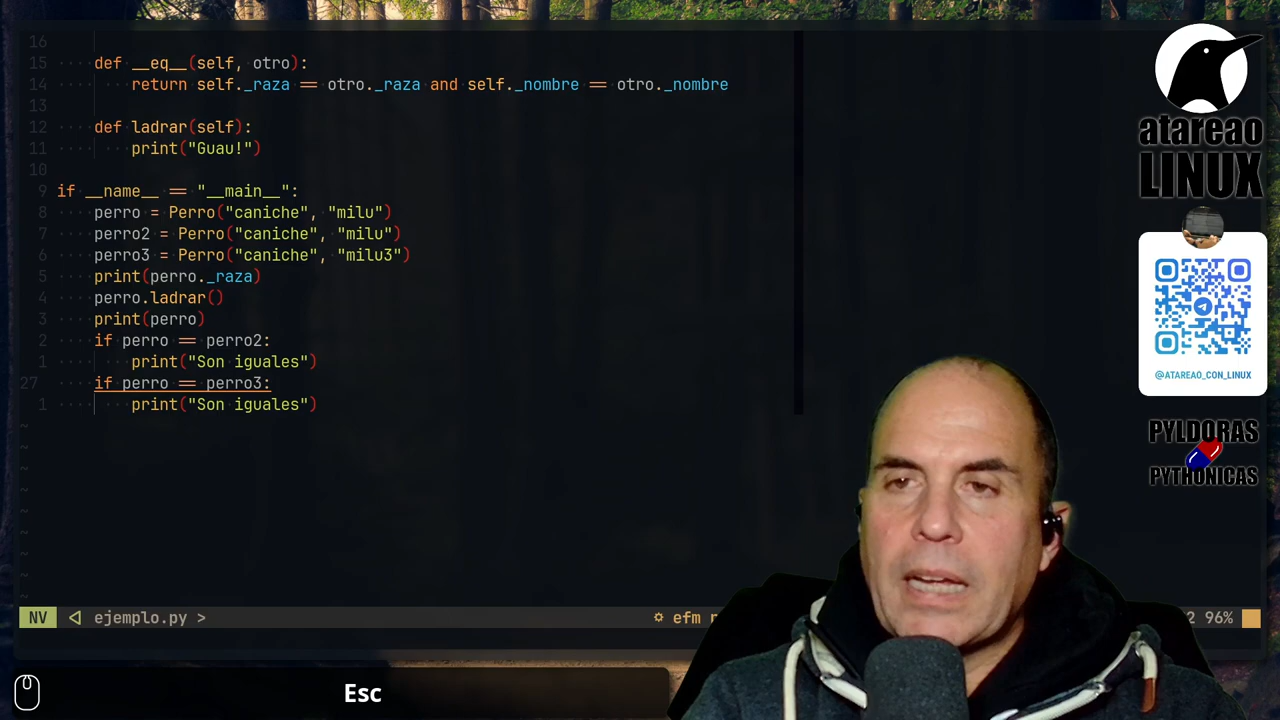 16
15 def __eq__(self, otro):
14 return self._raza == otro._raza and self._nombre == otro._nombre
13
12 def ladrar(self):
11 print("Guau!")
10
9 if __name__ == "__main__":
8 perro = Perro("caniche", "milu")
7 perro2 = Perro("caniche", "milu")
6 perro3 = Perro("caniche", "milu3")
5 print(perro._raza)
4 perro.ladrar()
3 print(perro)
2 if perro == perro2:
1 print("Son iguales")
27 if perro == perro3:
1 print("Son iguales")
NV ejemplo.py > efm 2 96%
Esc
atareao
LINUX
@ATAREAO_CON_LINUX
PYLDORAS
PYTHONICAS